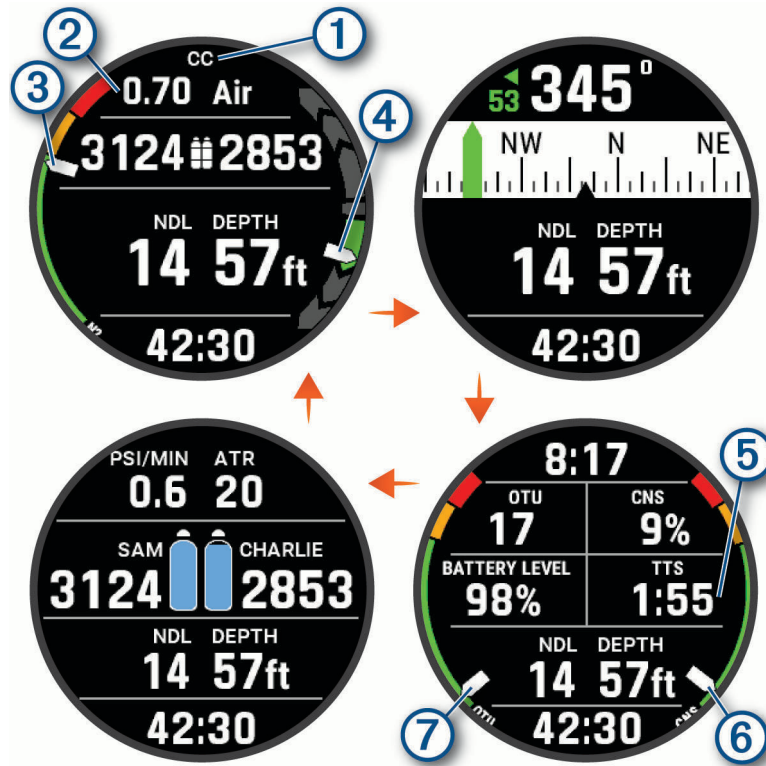 1
2
3
4
CC
0.70 Air
3124 2853
NDL DEPTH
14 57ft
N2
42:30
53 345°
NW N NE
NDL DEPTH
14 57ft
42:30
PSI/MIN ATR
0.6 20
SAM CHARLIE
3124 2853
NDL DEPTH
14 57ft
42:30
5
8:17
OTU CNS
17 9%
BATTERY LEVEL TTS
98% 1:55
NDL DEPTH
14 57ft
OTU CNS
42:30
7
6